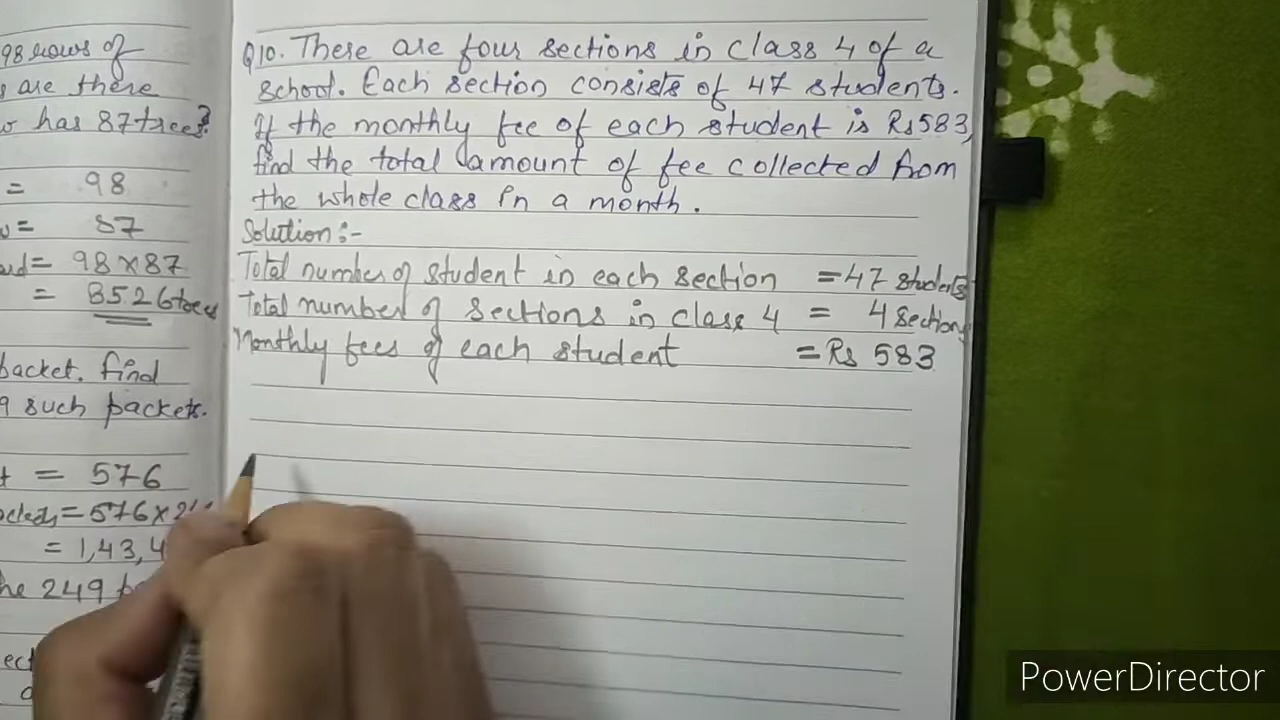 98 rows of
are there
has 87 trees?
= 98
= 87
= 98×87
= 8526 trees
packet. find
9 such packets.
= 576
= 576×2
= 1,43,4
249
Q10. There are four sections in class 4 of a
school. Each section consists of 47 students.
If the monthly fee of each student is Rs 583,
find the total amount of fee collected from
the whole class in a month.
Solution:-
Total number of student in each section = 47 students
Total number of sections in class 4 = 4 section
Monthly fees of each student = Rs 583
PowerDirector